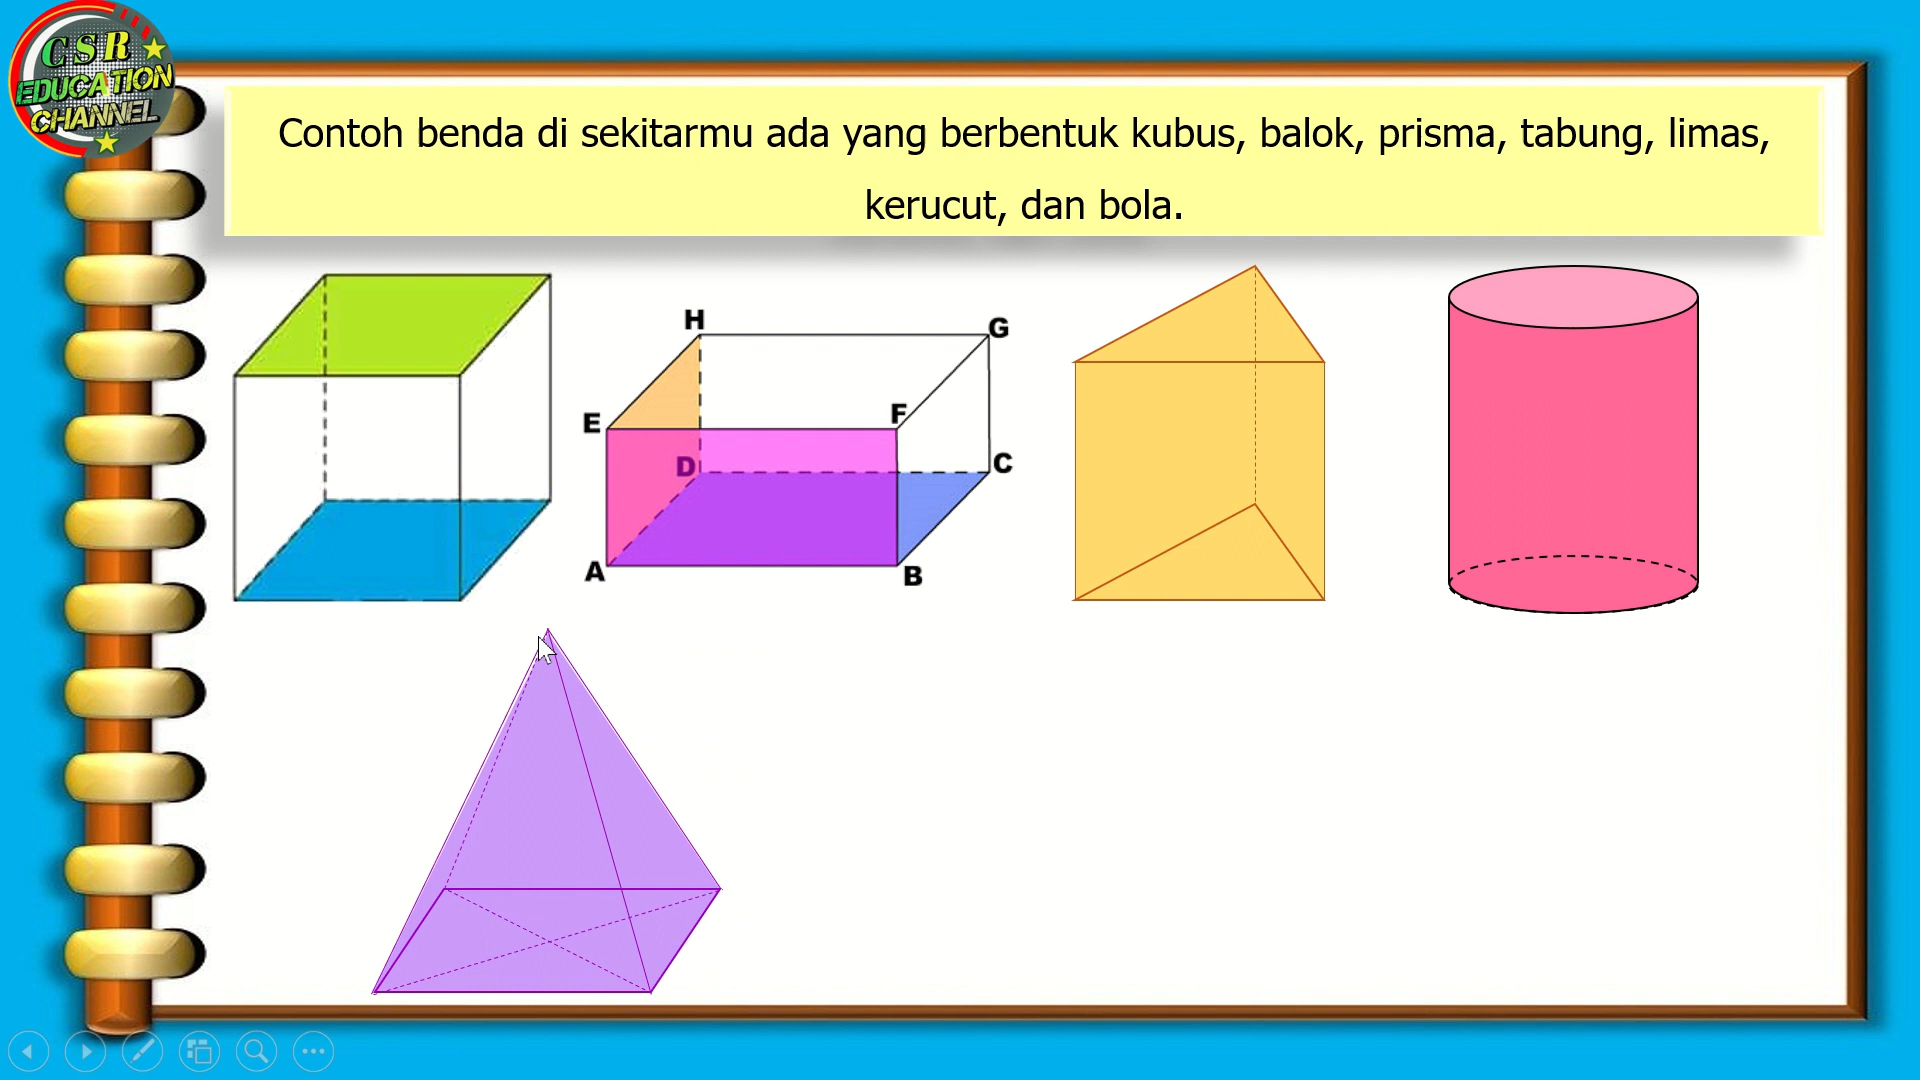 CSR
EDUCATION
CHANNEL
Contoh benda di sekitarmu ada yang berbentuk kubus, balok, prisma, tabung, limas,
kerucut, dan bola.
H
G
E
F
D
C
A
B